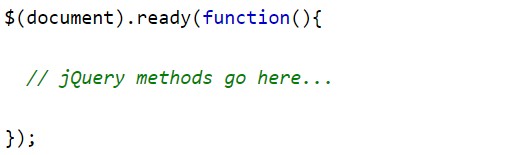 $(document).ready(function(){
// jQuery methods go here...
});